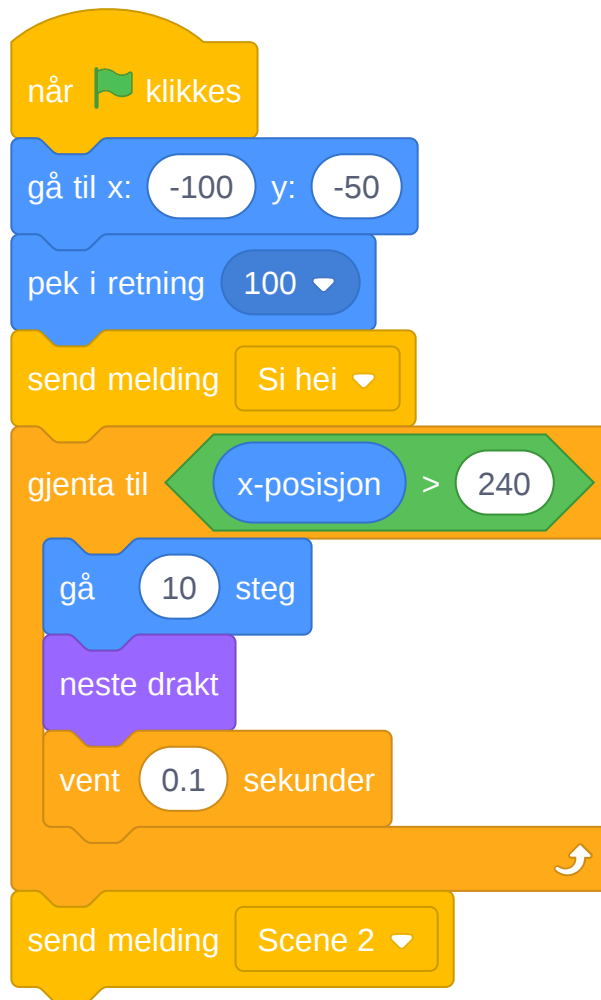 når klikkes
gå til x: -100 y: -50
pek i retning 100
send melding Si hei
gjenta til x-posisjon > 240
gå 10 steg
neste drakt
vent 0.1 sekunder
send melding Scene 2